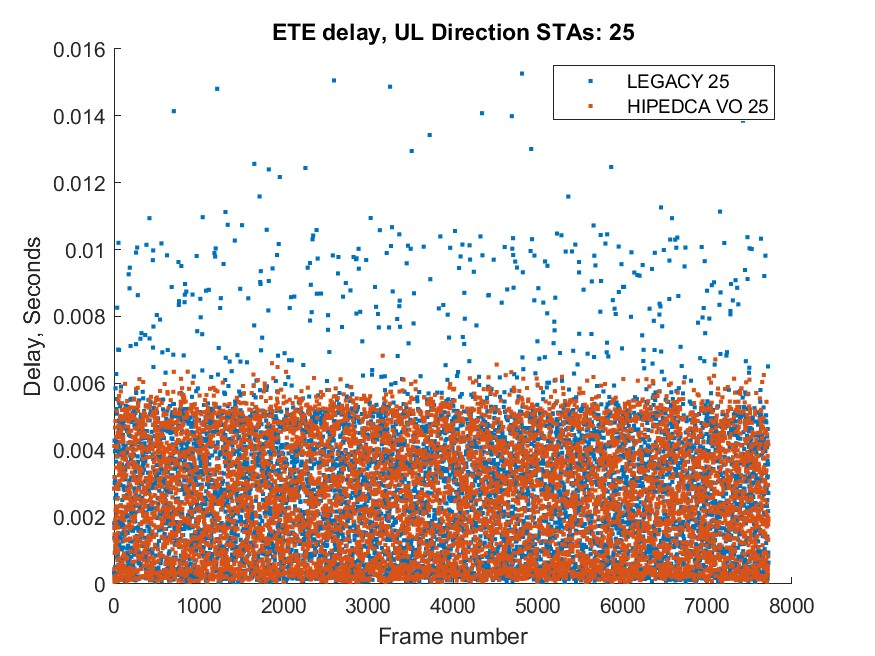 ETE delay, UL Direction STAs: 25
0.016
0.014
0.012
0.01
0.008
0.006
0.004
0.002
0
Delay, Seconds
LEGACY 25
HIPEDCA VO 25
0 1000 2000 3000 4000 5000 6000 7000 8000
Frame number